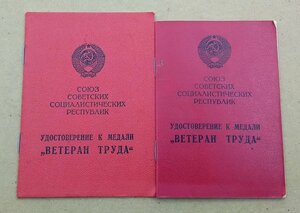 СОЮЗ
СОВЕТСКИХ
СОЦИАЛИСТИЧЕСКИХ
РЕСПУБЛИК
УДОСТОВЕРЕНИЕ К МЕДАЛИ
„ВЕТЕРАН ТРУДА“
СОЮЗ
СОВЕТСКИХ
СОЦИАЛИСТИЧЕСКИХ
РЕСПУБЛИК
УДОСТОВЕРЕНИЕ К МЕДАЛИ
„ВЕТЕРАН ТРУДА“